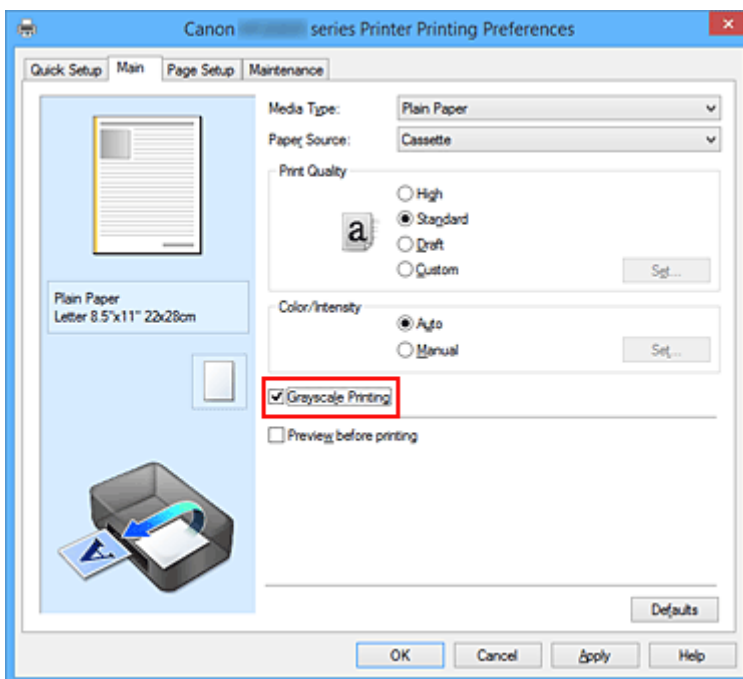 Canon series Printer Printing Preferences
Quick Setup Main Page Setup Maintenance
Media Type: Plain Paper
Paper Source: Cassette
Print Quality
High
a
Standard
Draft
Custom Set...
Plain Paper
Letter 8.5"x11" 22x28cm
Color/Intensity
Auto
Manual Set...
Grayscale Printing
Preview before printing
A
Defaults
OK Cancel Apply Help